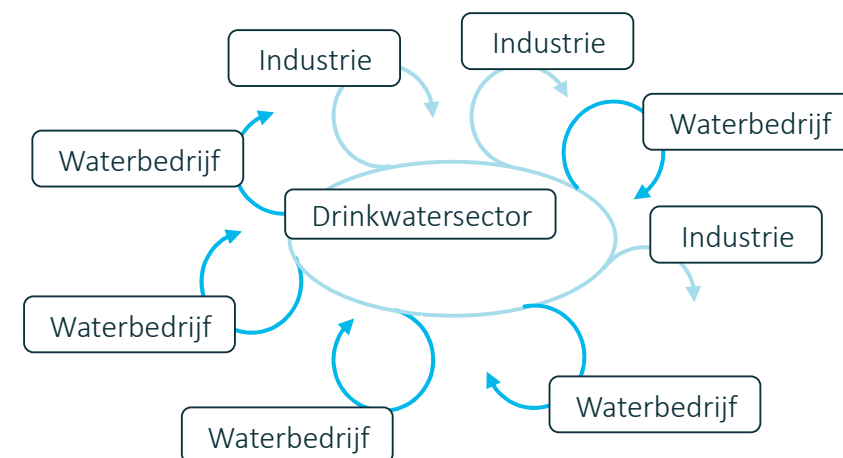 Industrie
Industrie
Waterbedrijf
Waterbedrijf
Drinkwatersector
Industrie
Waterbedrijf
Waterbedrijf
Waterbedrijf